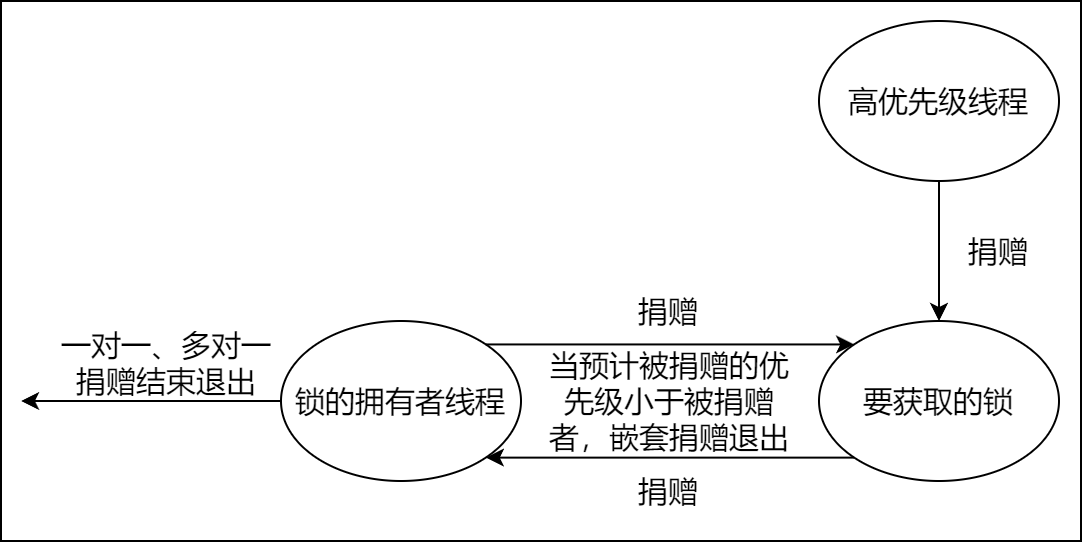 高优先级线程
捐赠
捐赠
一对一、多对一
捐赠结束退出
锁的拥有者线程
当预计被捐赠的优
先级小于被捐赠
者，嵌套捐赠退出
要获取的锁
捐赠